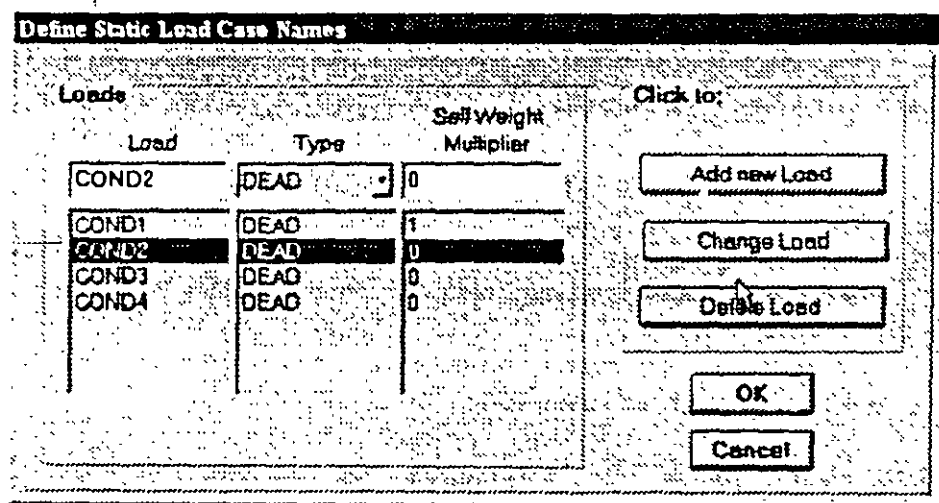 Define Static Load Case Names
Loads
Load Type Self Weight Multiplier
COND2 DEAD 0
COND1 DEAD 1
COND2 DEAD 0
COND3 DEAD 0
COND4 DEAD 0
Click to:
Add new Load
Change Load
Delete Load
OK
Cancel